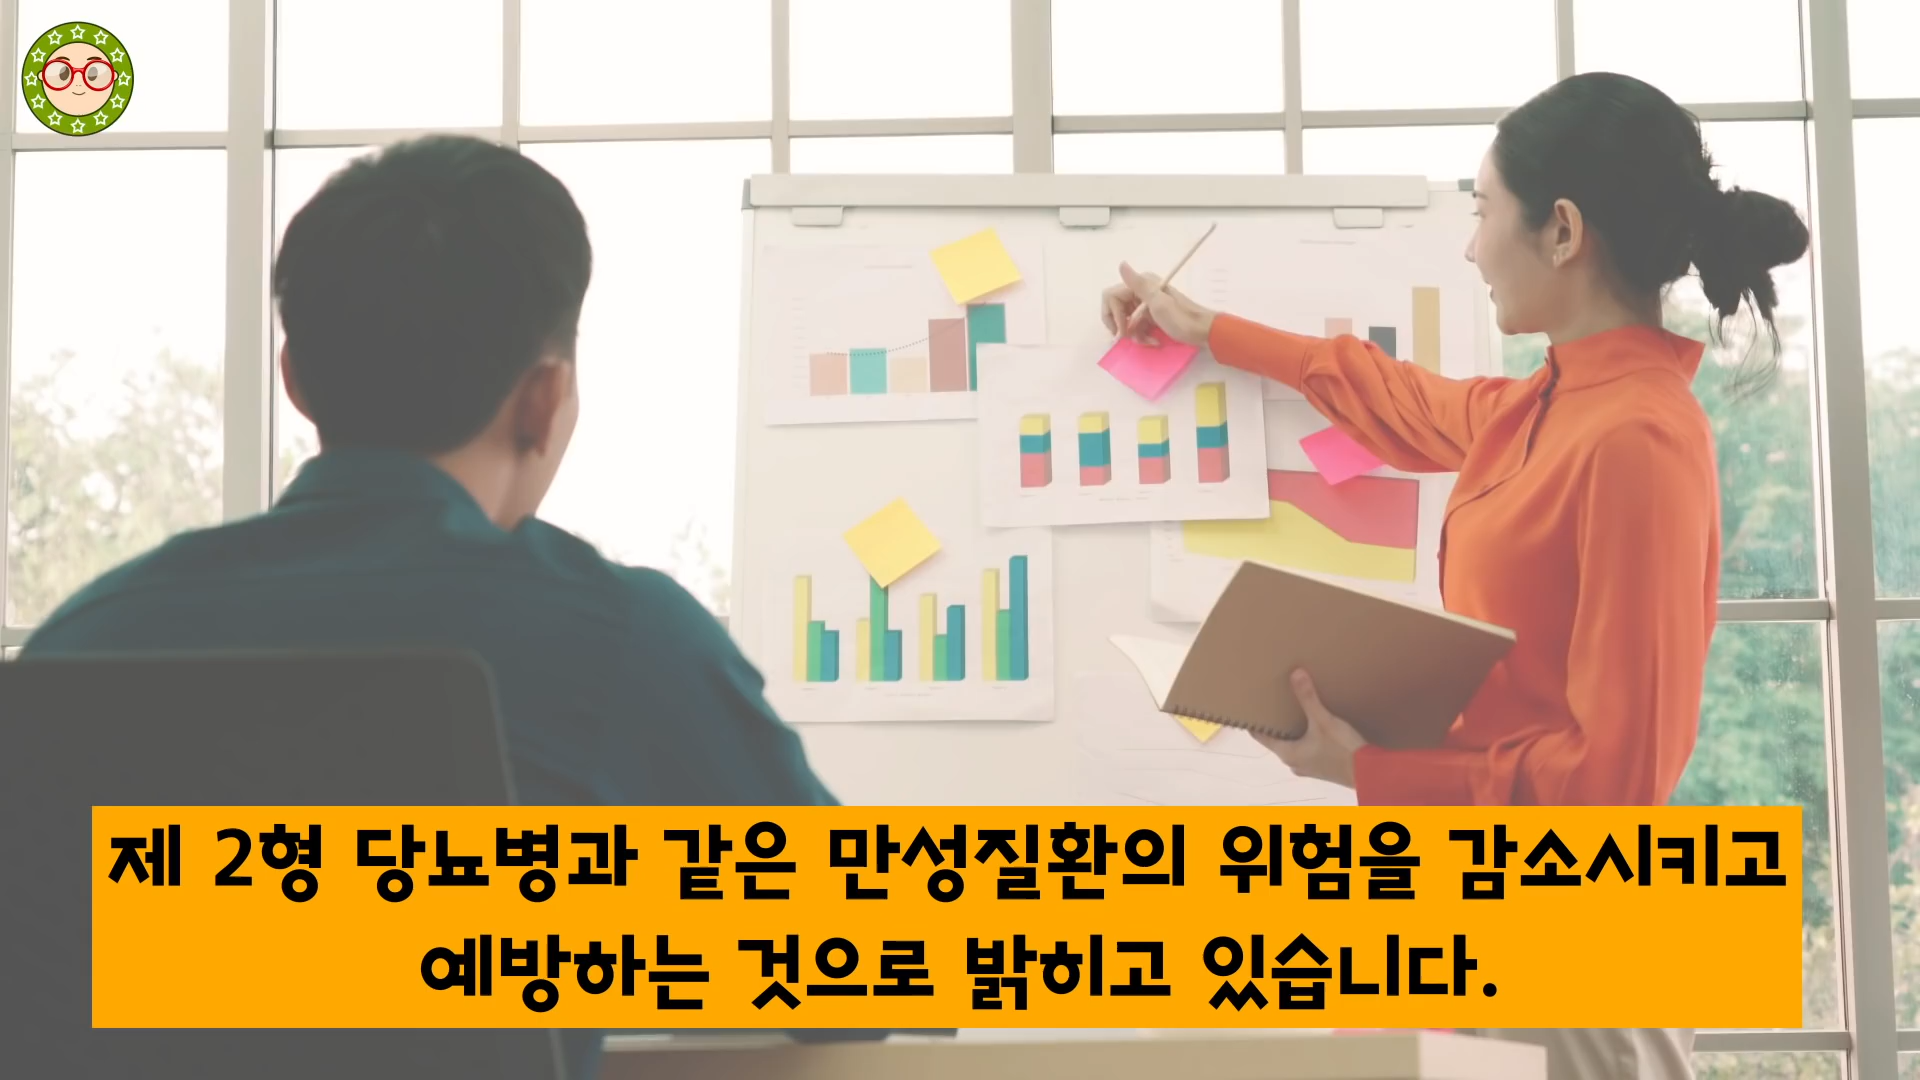 제 2형 당뇨병과 같은 만성질환의 위험을 감소시키고
예방하는 것으로 밝히고 있습니다.